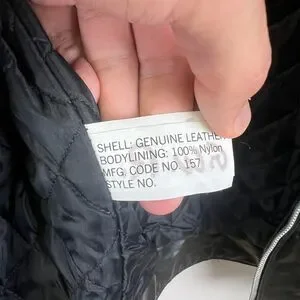 SHELL: GENUINE LEATHER
BODYLINING: 100% Nylon
MFG. CODE NO. 157
STYLE NO.